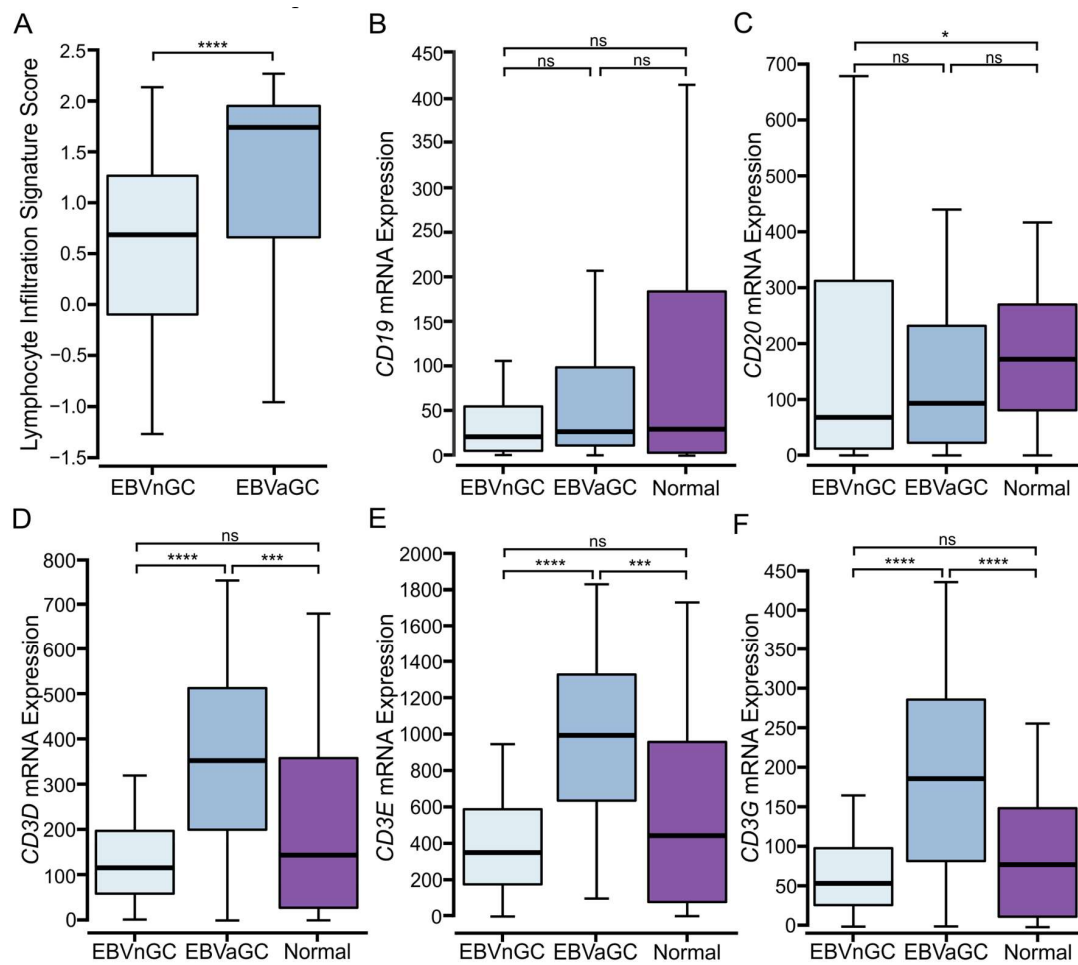 A
Lymphocyte Infiltration Signature Score
2.5
2.0
1.5
1.0
0.5
0.0
−0.5
−1.0
−1.5
****
EBVnGC EBVaGC
B
CD19 mRNA Expression
450
400
350
300
250
200
150
100
50
0
ns
ns ns
EBVnGC EBVaGC Normal
C
CD20 mRNA Expression
700
600
500
400
300
200
100
0
*
ns ns
EBVnGC EBVaGC Normal
D
CD3D mRNA Expression
800
700
600
500
400
300
200
100
0
ns
**** ***
EBVnGC EBVaGC Normal
E
CD3E mRNA Expression
2000
1800
1600
1400
1200
1000
800
600
400
200
0
ns
**** ***
EBVnGC EBVaGC Normal
F
CD3G mRNA Expression
450
400
350
300
250
200
150
100
50
0
ns
**** ****
EBVnGC EBVaGC Normal